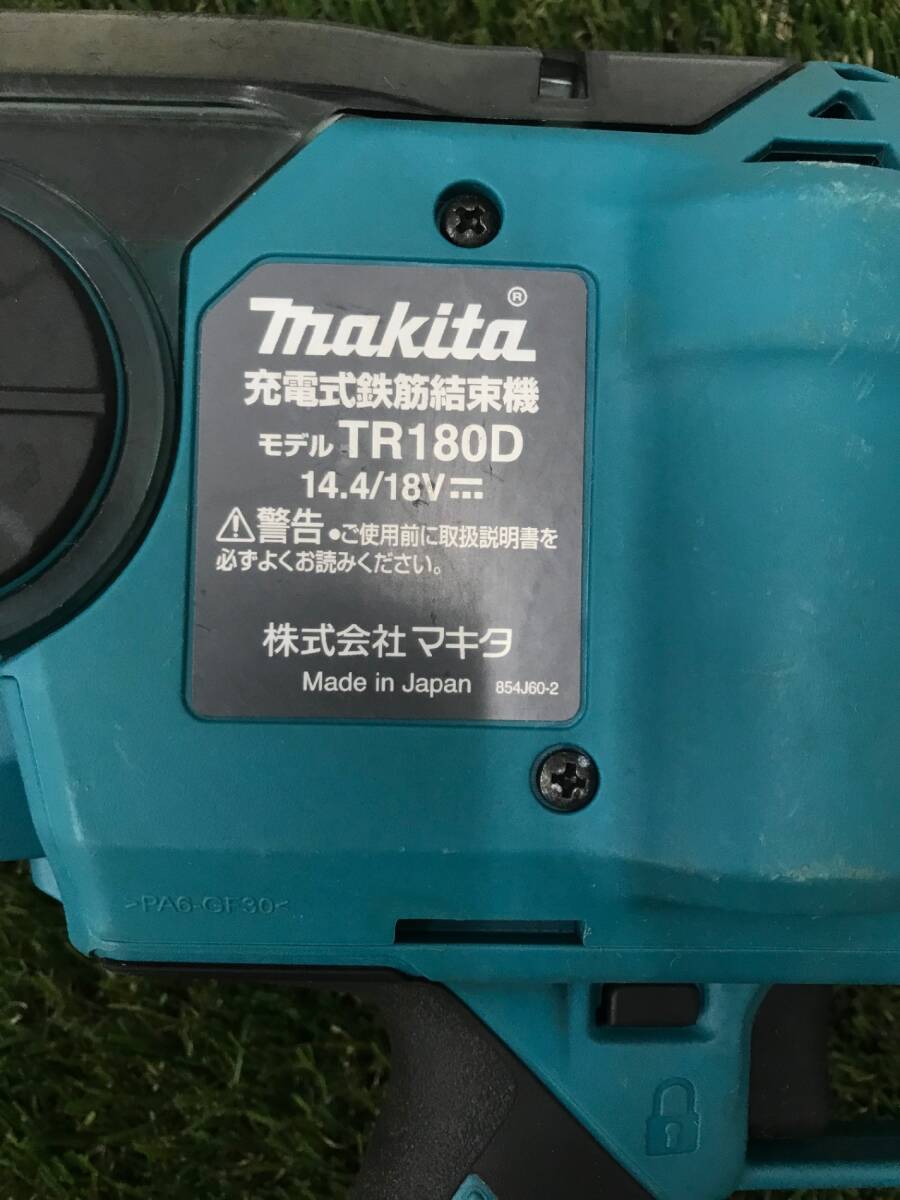 makita®
充電式鉄筋結束機
モデル TR180D
14.4/18V
警告 ●ご使用前に取扱説明書を
必ずよくお読みください。
株式会社 マキタ
Made in Japan 854J60-2
>PA6-GF30<